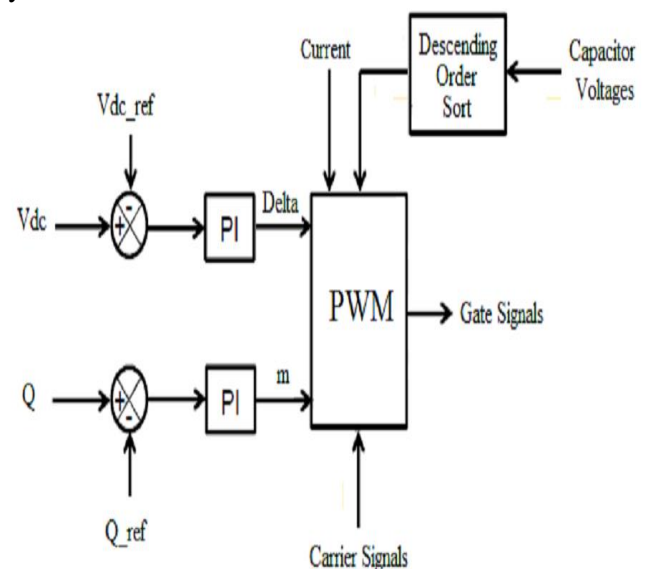 Current
Descending
Order
Sort
Capacitor
Voltages
Vdc_ref
-
Vdc
+
PI
Delta
PWM
Gate Signals
Q
+
-
PI
m
Q_ref
Carrier Signals